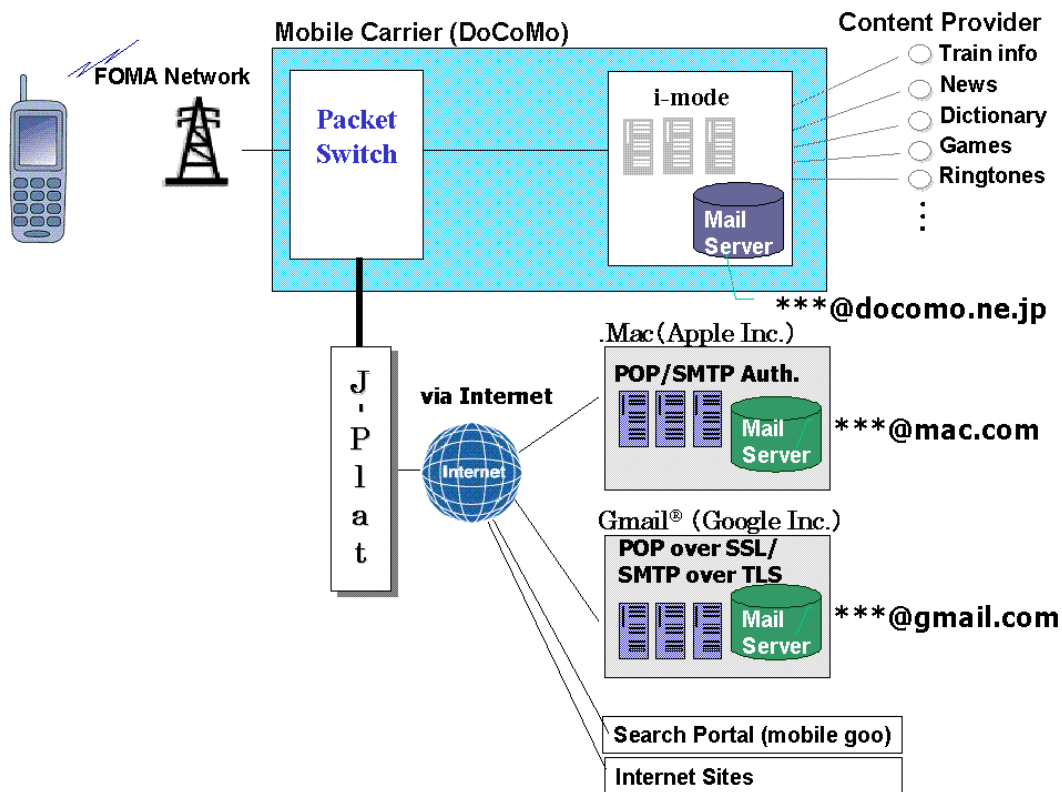 Mobile Carrier (DoCoMo)
Content Provider
FOMA Network
Packet
Switch
i-mode
Mail
Server
Train info
News
Dictionary
Games
Ringtones
***@docomo.ne.jp
J-Plat
via Internet
Internet
.Mac(Apple Inc.)
POP/SMTP Auth.
Mail
Server
***@mac.com
Gmail® (Google Inc.)
POP over SSL/
SMTP over TLS
Mail
Server
***@gmail.com
Search Portal (mobile goo)
Internet Sites